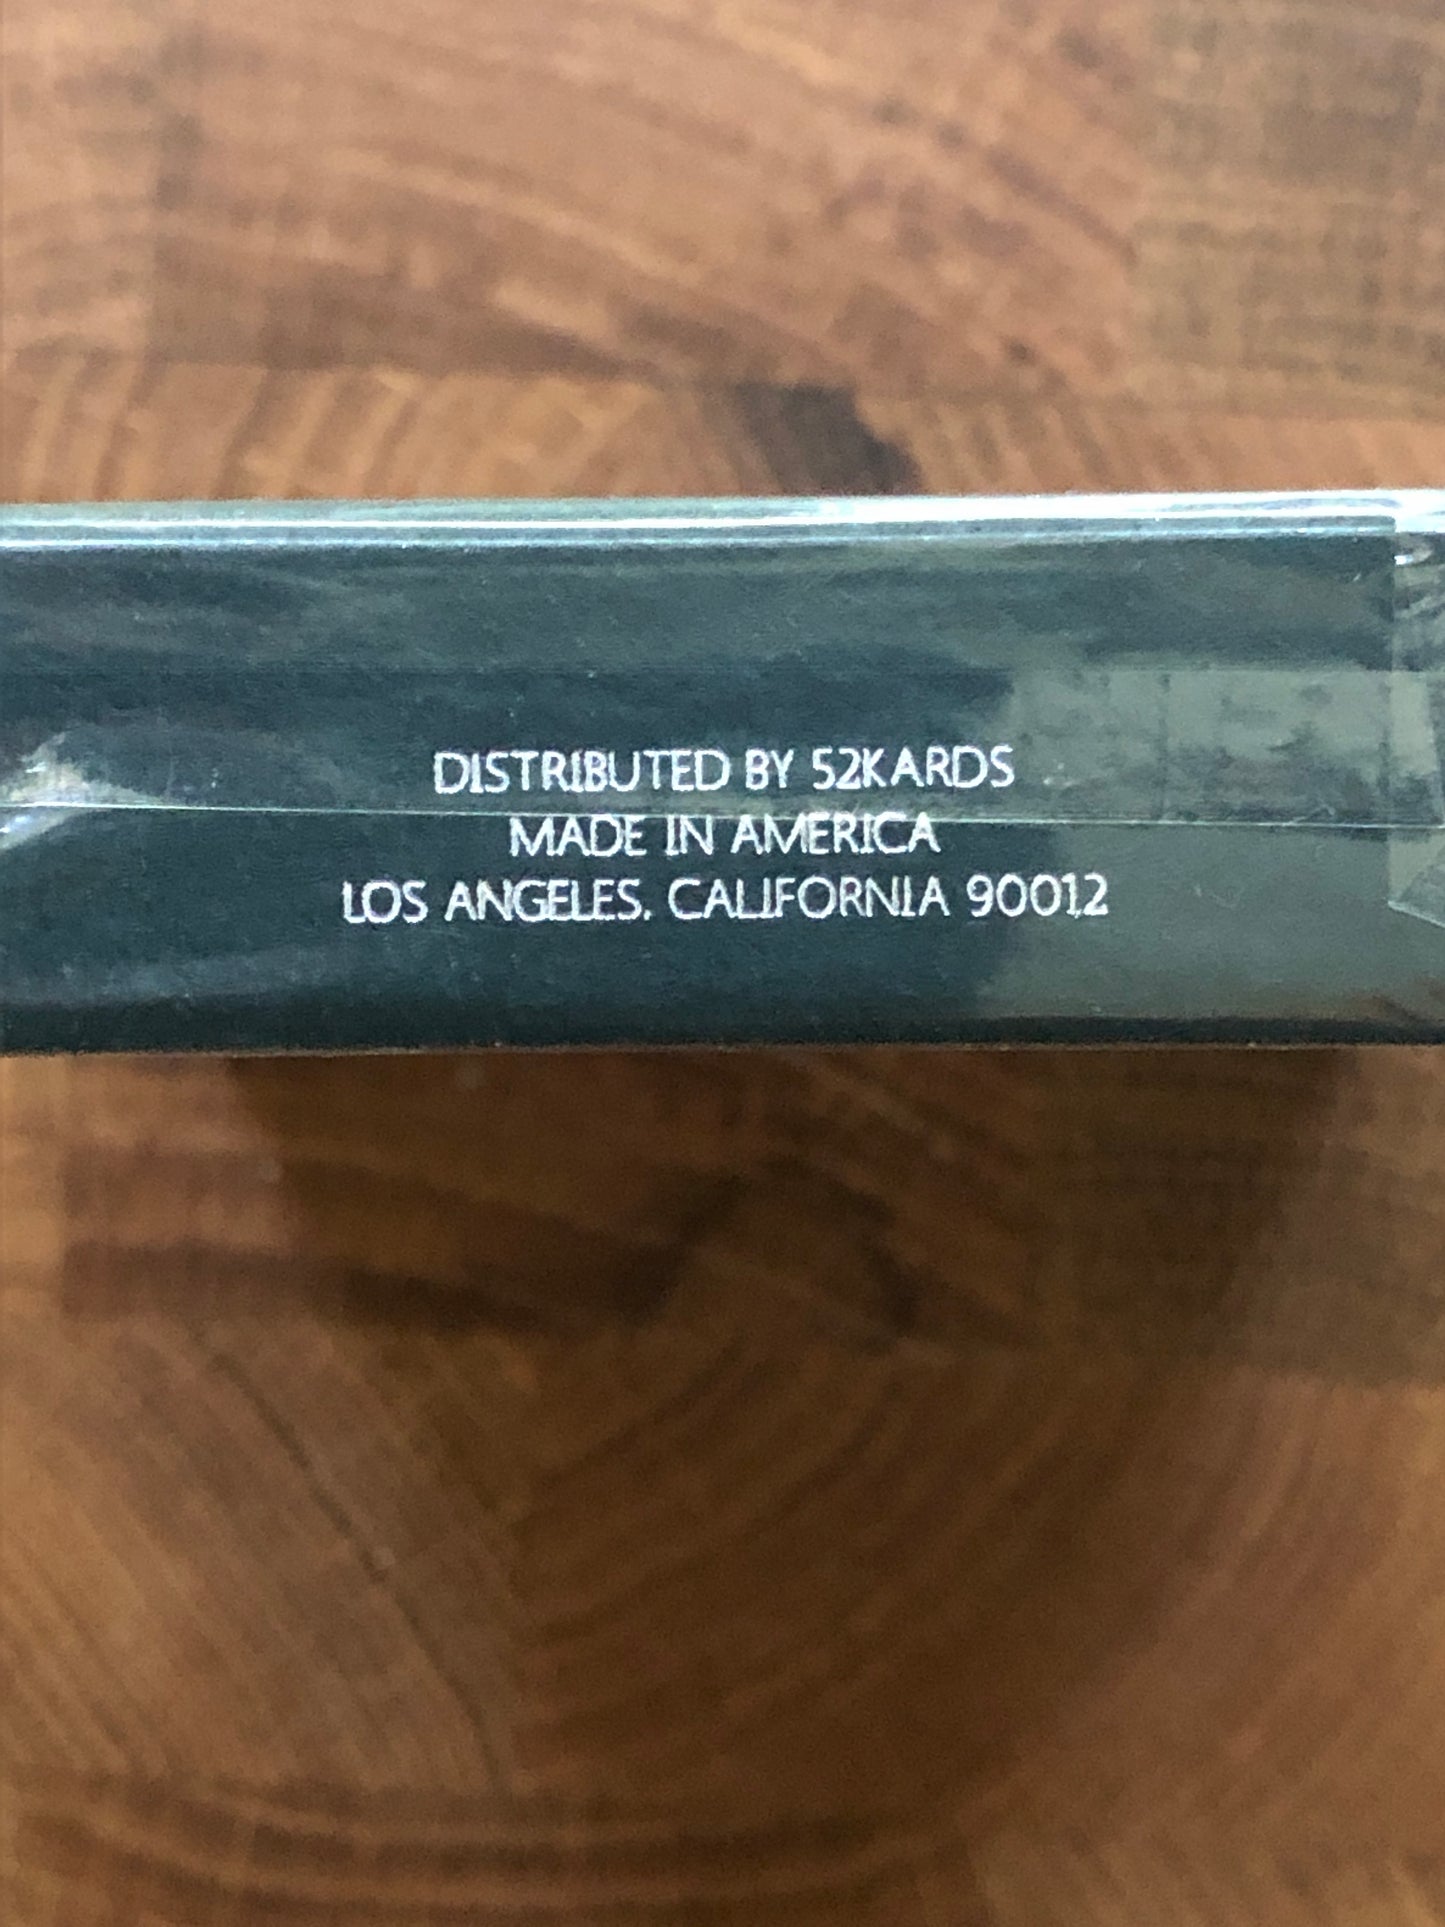 DISTRIBUTED BY 52KARDS
MADE IN AMERICA
LOS ANGELES, CALIFORNIA 90012